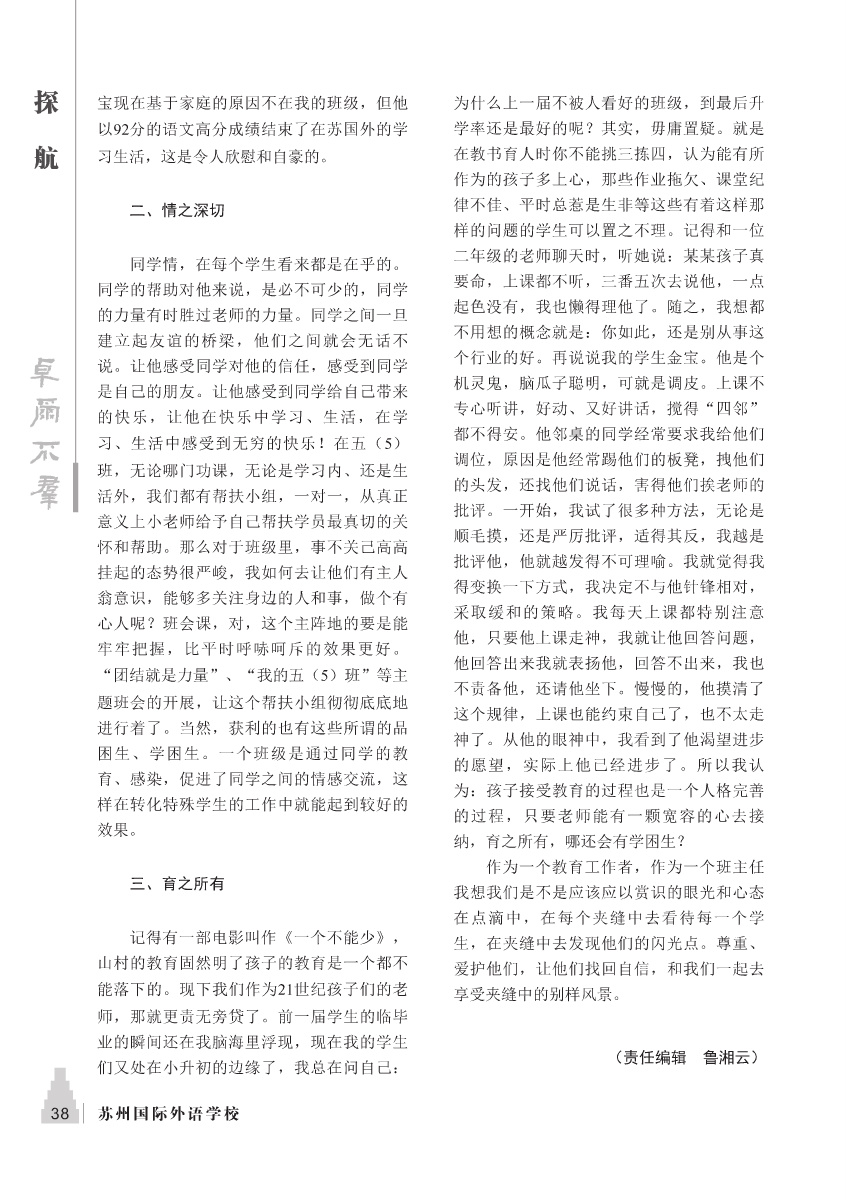 探
航
卓
尔
不
群
宝现在基于家庭的原因不在我的班级，但他
以92分的语文高分成绩结束了在苏国外的学
习生活，这是令人欣慰和自豪的。
二、情之深切
同学情，在每个学生看来都是在乎的。
同学的帮助对他来说，是必不可少的，同学
的力量有时胜过老师的力量。同学之间一旦
建立起友谊的桥梁，他们之间就会无话不
说。让他感受同学对他的信任，感受到同学
是自己的朋友。让他感受到同学给自己带来
的快乐，让他在快乐中学习、生活，在学
习、生活中感受到无穷的快乐！在五（5）
班，无论哪门功课，无论是学习内、还是生
活外，我们都有帮扶小组，一对一，从真正
意义上小老师给予自己帮扶学员最真切的关
怀和帮助。那么对于班级里，事不关己高高
挂起的态势很严峻，我如何去让他们有主人
翁意识，能够多关注身边的人和事，做个有
心人呢？班会课，对，这个主阵地的要是能
牢牢把握，比平时呼咏呵斥的效果更好。
“团结就是力量”、“我的五（5）班”等主
题班会的开展，让这个帮扶小组彻彻底底地
进行着了。当然，获利的也有这些所谓的品
困生、学困生。一个班级是通过同学的教
育、感染，促进了同学之间的情感交流，这
样在转化特殊学生的工作中就能起到较好的
效果。
三、育之所有
记得有一部电影叫作《一个不能少》，
山村的教育固然明了孩子的教育是一个都不
能落下的。现下我们作为21世纪孩子们的老
师，那就更责无旁贷了。前一届学生的临毕
业的瞬间还在我脑海里浮现，现在我的学生
们又处在小升初的边缘了，我总在问自己：
为什么上一届不被人看好的班级，到最后升
学率还是最好的呢？其实，毋庸置疑。就是
在教书育人时你不能挑三拣四，认为能有所
作为的孩子多上心，那些作业拖欠、课堂纪
律不佳、平时总惹是生非等这些有着这样那
样的问题的学生可以置之不理。记得和一位
二年级的老师聊天时，听她说：某某孩子真
要命，上课都不听，三番五次去说他，一点
起色没有，我也懒得理他了。随之，我想都
不用想的概念就是：你如此，还是别从事这
个行业的好。再说说我的学生金宝。他是个
机灵鬼，脑瓜子聪明，可就是调皮。上课不
专心听讲，好动、又好讲话，搅得“四邻”
都不得安。他邻桌的同学经常要求我给他们
调位，原因是他经常踢他们的板凳，拽他们
的头发，还找他们说话，害得他们挨老师的
批评。一开始，我试了很多种方法，无论是
顺毛摸，还是严厉批评，适得其反，我越是
批评他，他就越发得不可理喻。我就觉得我
得变换一下方式，我决定不与他针锋相对，
采取缓和的策略。我每天上课都特别注意
他，只要他上课走神，我就让他回答问题，
他回答出来我就表扬他，回答不出来，我也
不责备他，还请他坐下。慢慢的，他摸清了
这个规律，上课也能约束自己了，也不太走
神了。从他的眼神中，我看到了他渴望进步
的愿望，实际上他已经进步了。所以我认
为：孩子接受教育的过程也是一个人格完善
的过程，只要老师能有一颗宽容的心去接
纳，育之所有，哪还会有学困生？
作为一个教育工作者，作为一个班主任
我想我们是不是应该应以赏识的眼光和心态
在点滴中，在每个夹缝中去看待每一个学
生，在夹缝中去发现他们的闪光点。尊重、
爱护他们，让他们找回自信，和我们一起去
享受夹缝中的别样风景。
（责任编辑　鲁湘云）
38 苏州国际外语学校